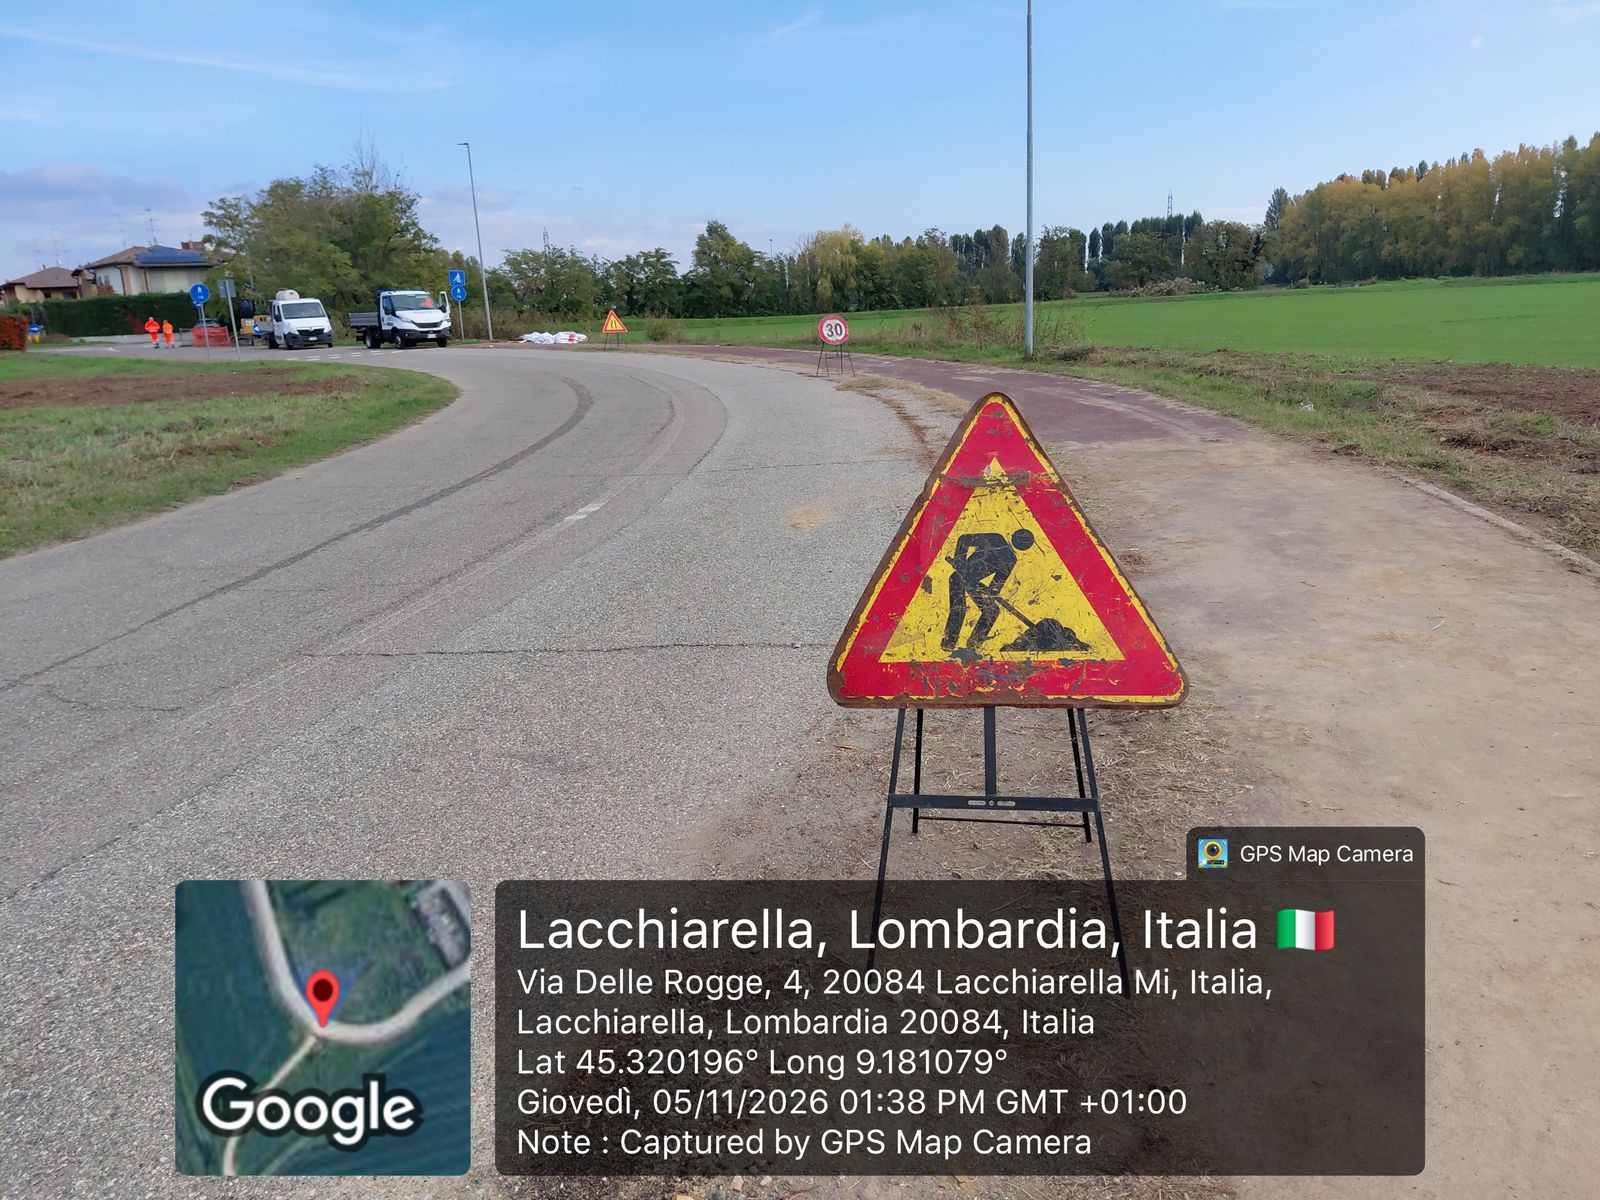 30
GPS Map Camera
Lacchiarella, Lombardia, Italia
Via Delle Rogge, 4, 20084 Lacchiarella Mi, Italia,
Lacchiarella, Lombardia 20084, Italia
Lat 45.320196° Long 9.181079°
Giovedì, 05/11/2026 01:38 PM GMT +01:00
Note : Captured by GPS Map Camera
Google